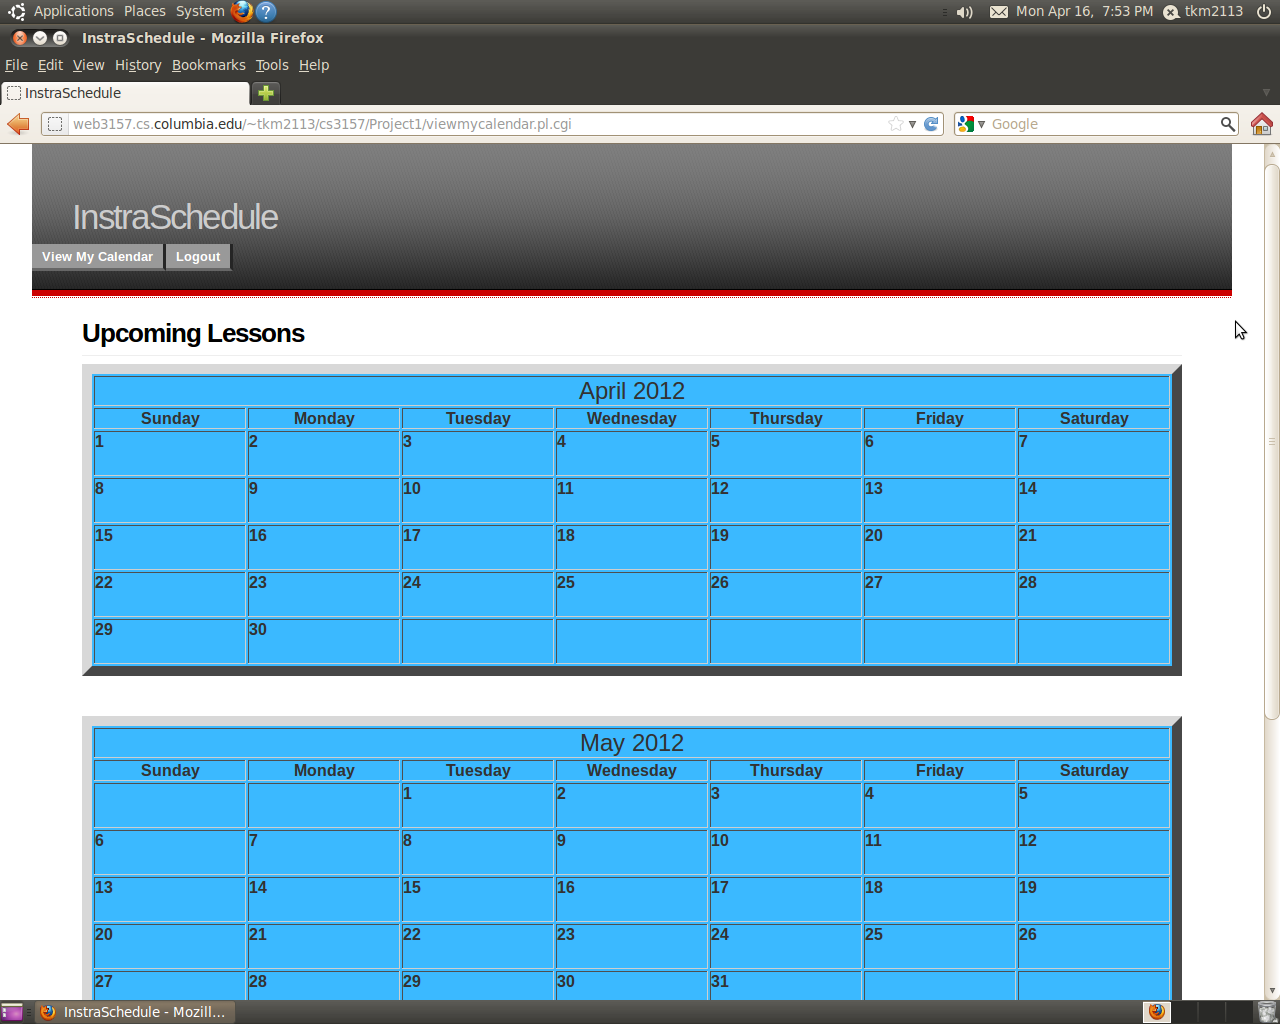 Applications Places System Mon Apr 16, 7:53 PM tkm2113
InstraSchedule - Mozilla Firefox
File Edit View History Bookmarks Tools Help
InstraSchedule
web3157.cs.columbia.edu/~tkm2113/cs3157/Project1/viewmycalendar.pl.cgi Google
InstraSchedule
View My Calendar Logout
Upcoming Lessons
April 2012
Sunday Monday Tuesday Wednesday Thursday Friday Saturday
1 2 3 4 5 6 7
8 9 10 11 12 13 14
15 16 17 18 19 20 21
22 23 24 25 26 27 28
29 30
May 2012
Sunday Monday Tuesday Wednesday Thursday Friday Saturday
1 2 3 4 5
6 7 8 9 10 11 12
13 14 15 16 17 18 19
20 21 22 23 24 25 26
27 28 29 30 31
InstraSchedule - Mozill...